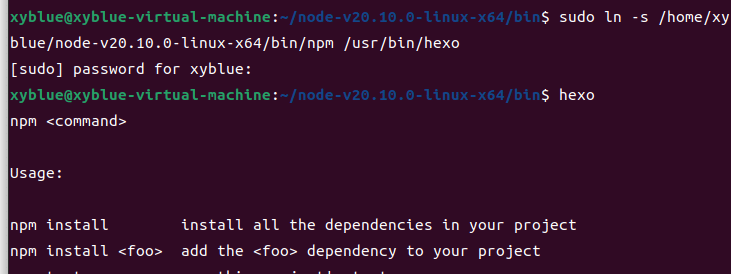 xyblue@xyblue-virtual-machine:~/node-v20.10.0-linux-x64/bin$ sudo ln -s /home/xy
blue/node-v20.10.0-linux-x64/bin/npm /usr/bin/hexo
[sudo] password for xyblue:
xyblue@xyblue-virtual-machine:~/node-v20.10.0-linux-x64/bin$ hexo
npm <command>
Usage:
npm install        install all the dependencies in your project
npm install <foo>  add the <foo> dependency to your project